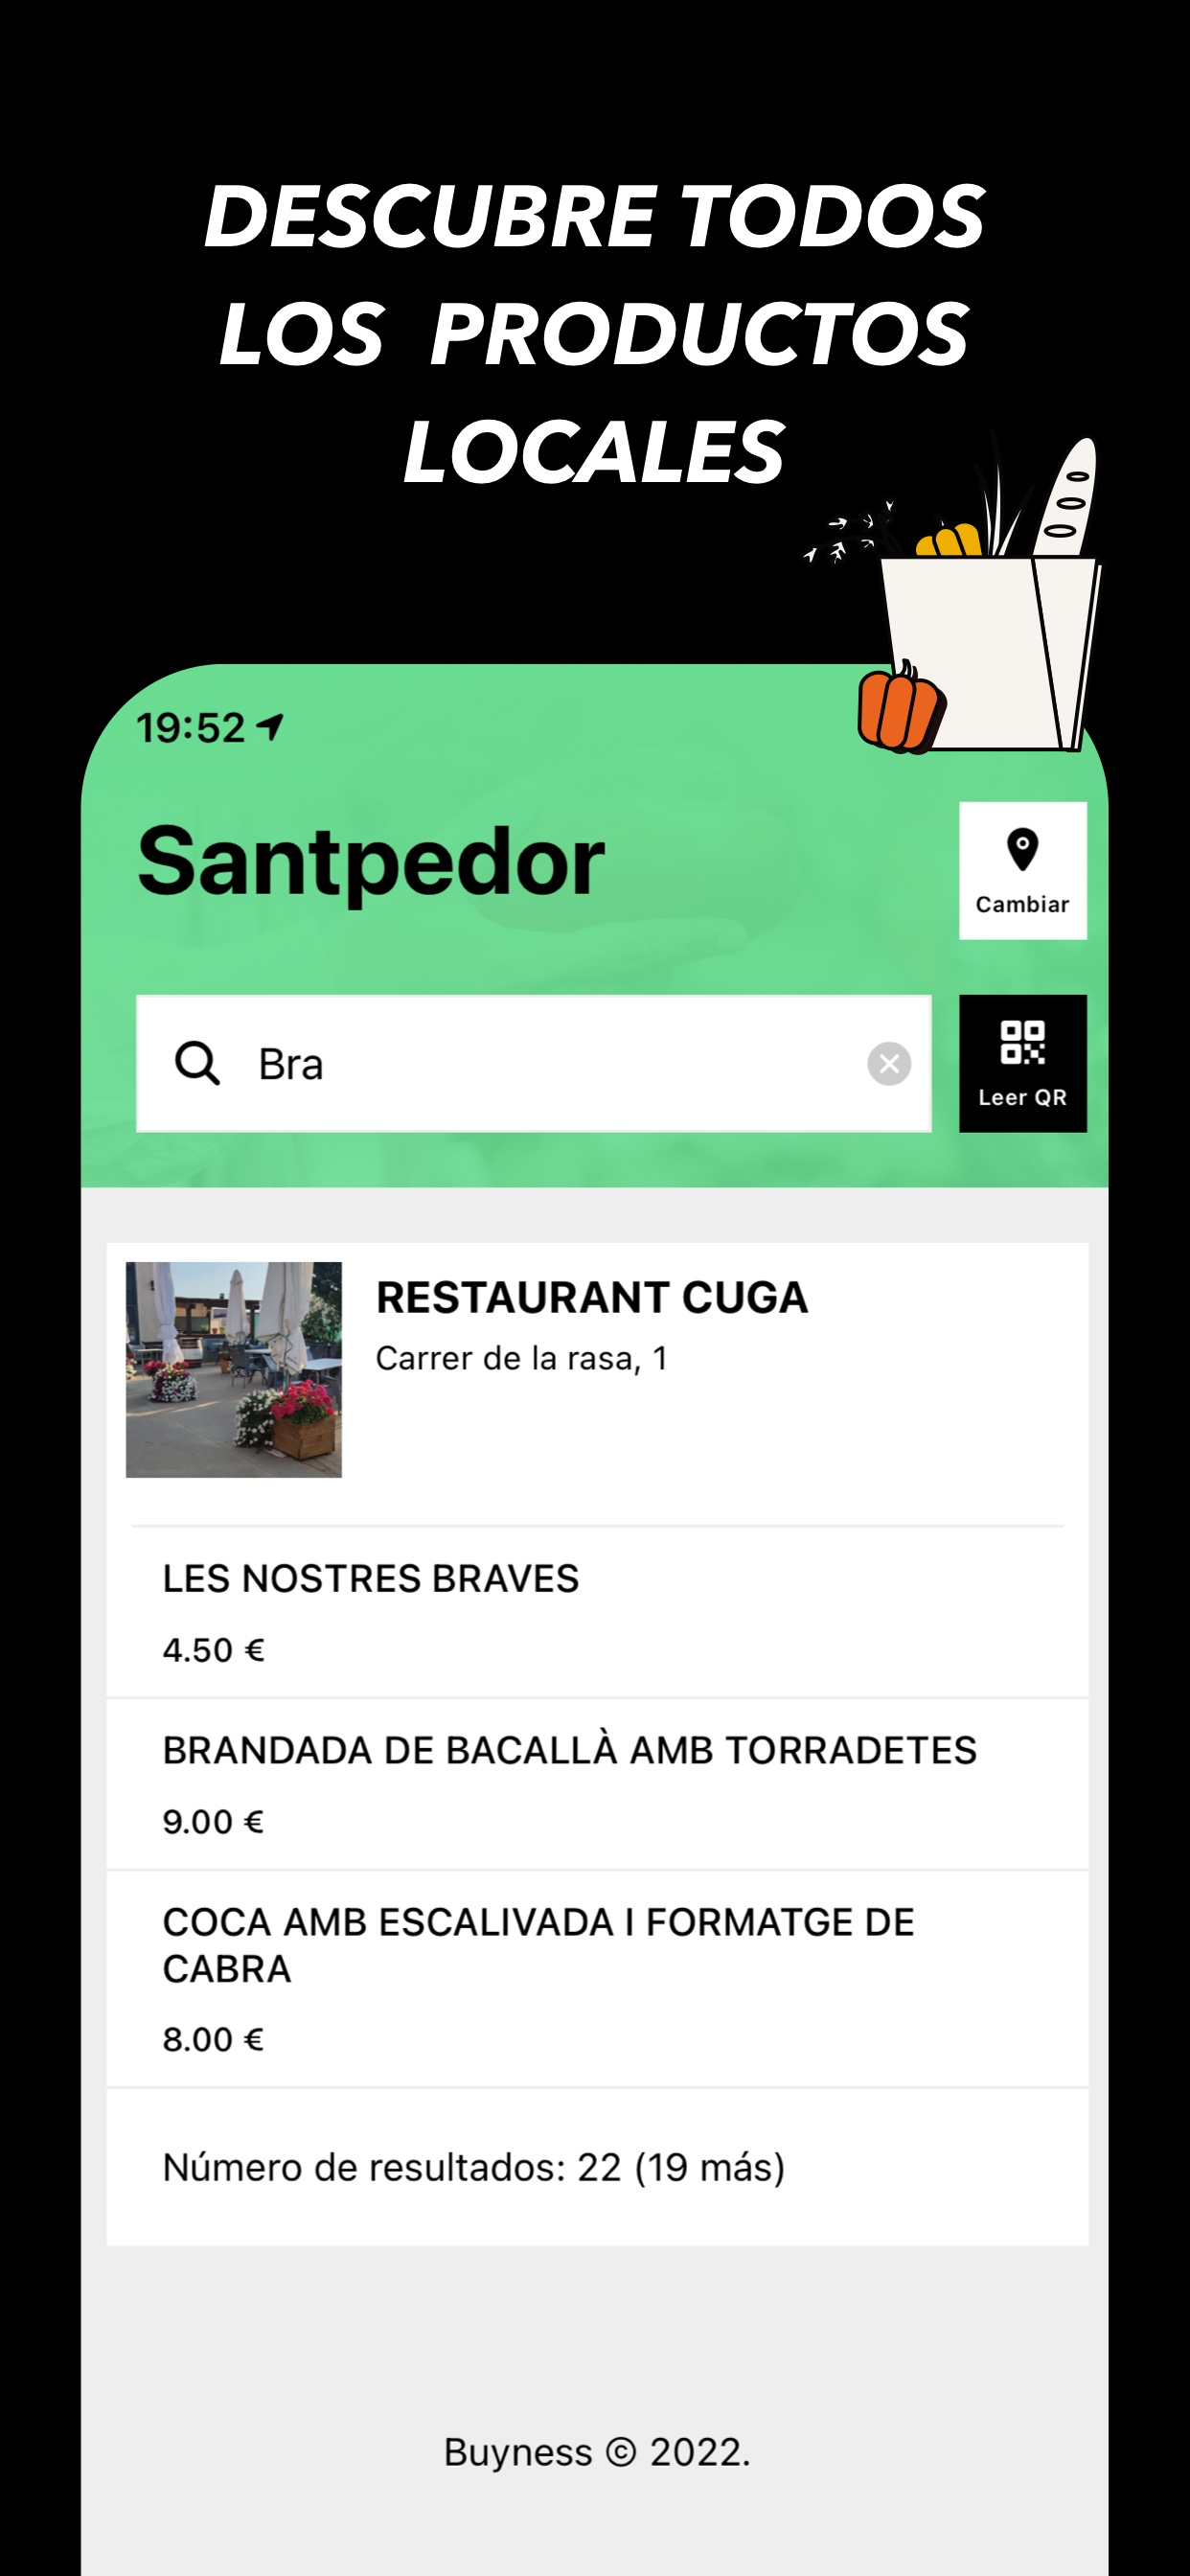 DESCUBRE TODOS
LOS PRODUCTOS
LOCALES
19:52
Santpedor
Cambiar
Bra
Leer QR
RESTAURANT CUGA
Carrer de la rasa, 1
LES NOSTRES BRAVES
4.50 €
BRANDADA DE BACALLÀ AMB TORRADETES
9.00 €
COCA AMB ESCALIVADA I FORMATGE DE
CABRA
8.00 €
Número de resultados: 22 (19 más)
Buyness © 2022.